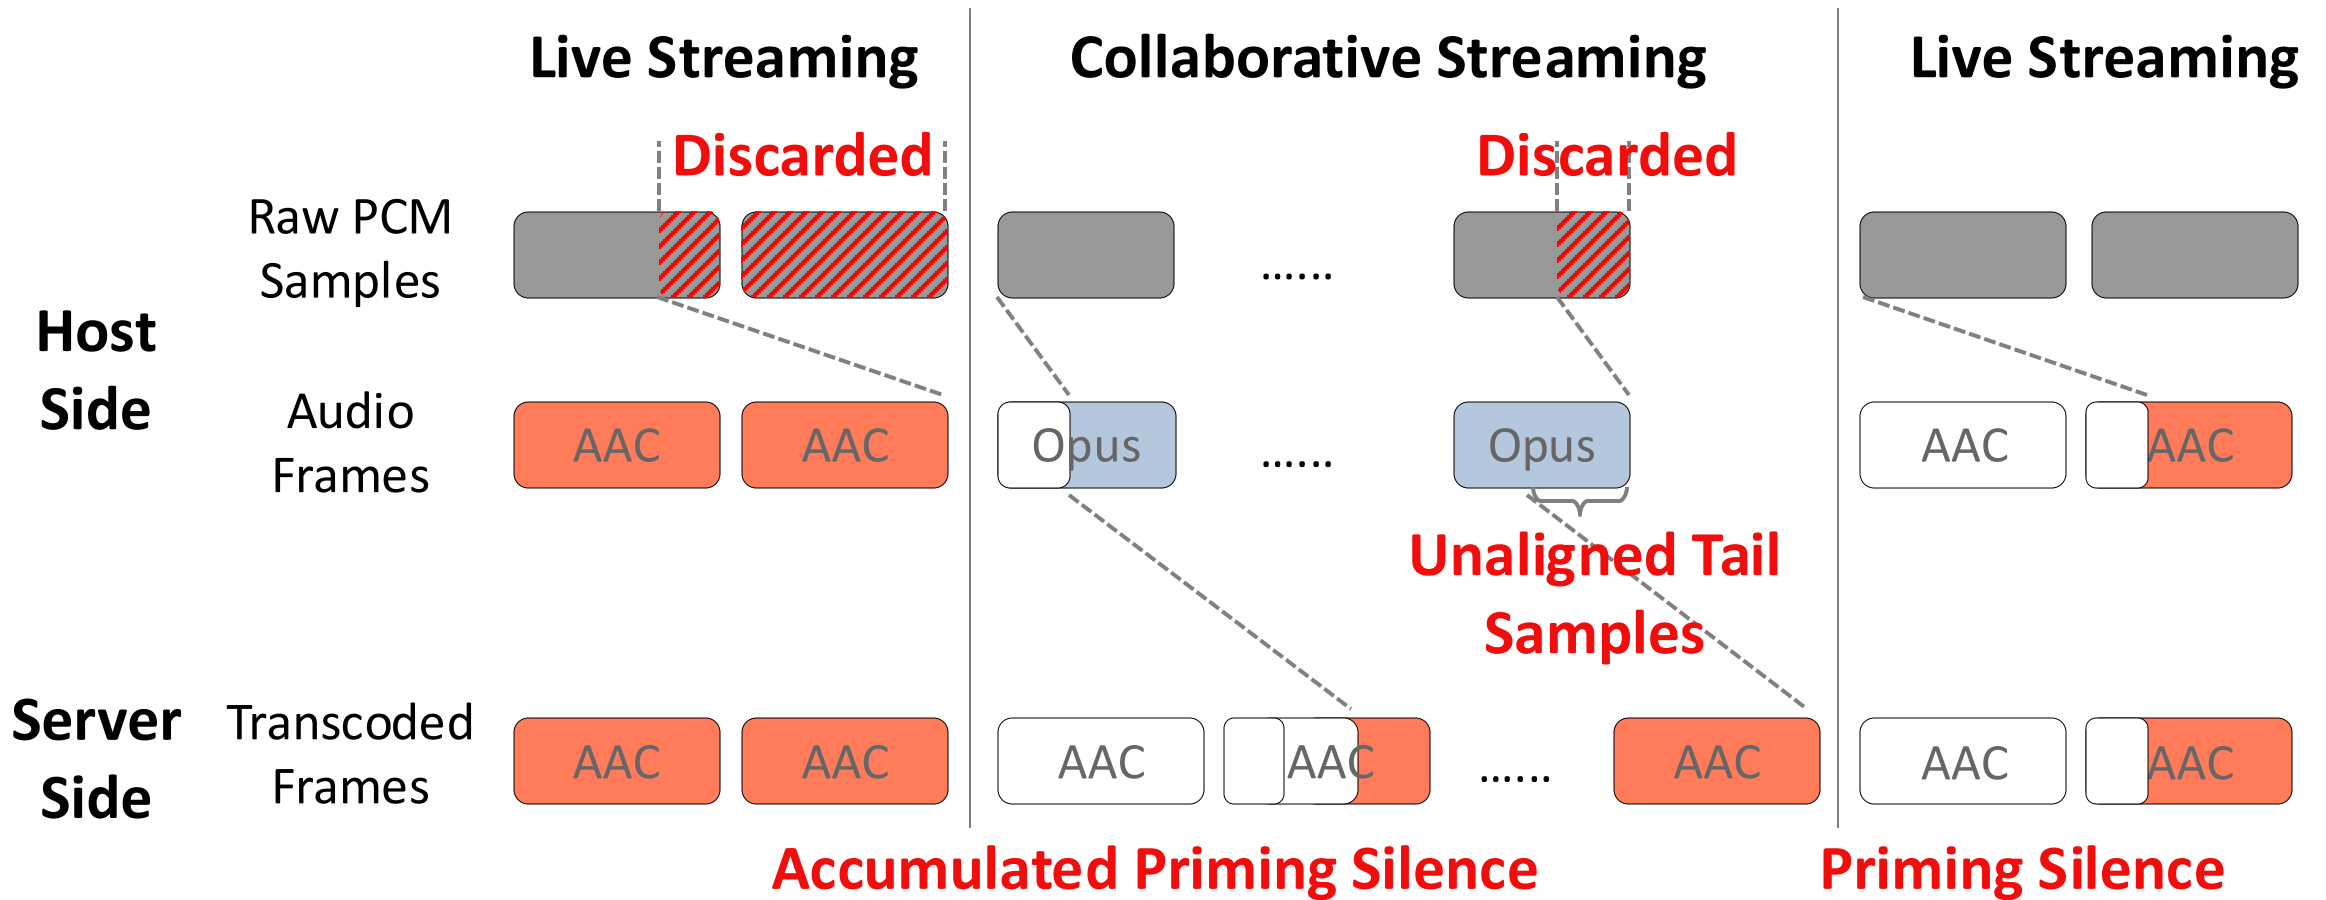 Live Streaming
Collaborative Streaming
Live Streaming
Discarded
Discarded
Raw PCM
Samples
......
Host
Side
Audio
Frames
AAC
AAC
Opus
......
Opus
AAC
AAC
Unaligned Tail
Samples
Server
Side
Transcoded
Frames
AAC
AAC
AAC
AAC
......
AAC
AAC
AAC
Accumulated Priming Silence
Priming Silence